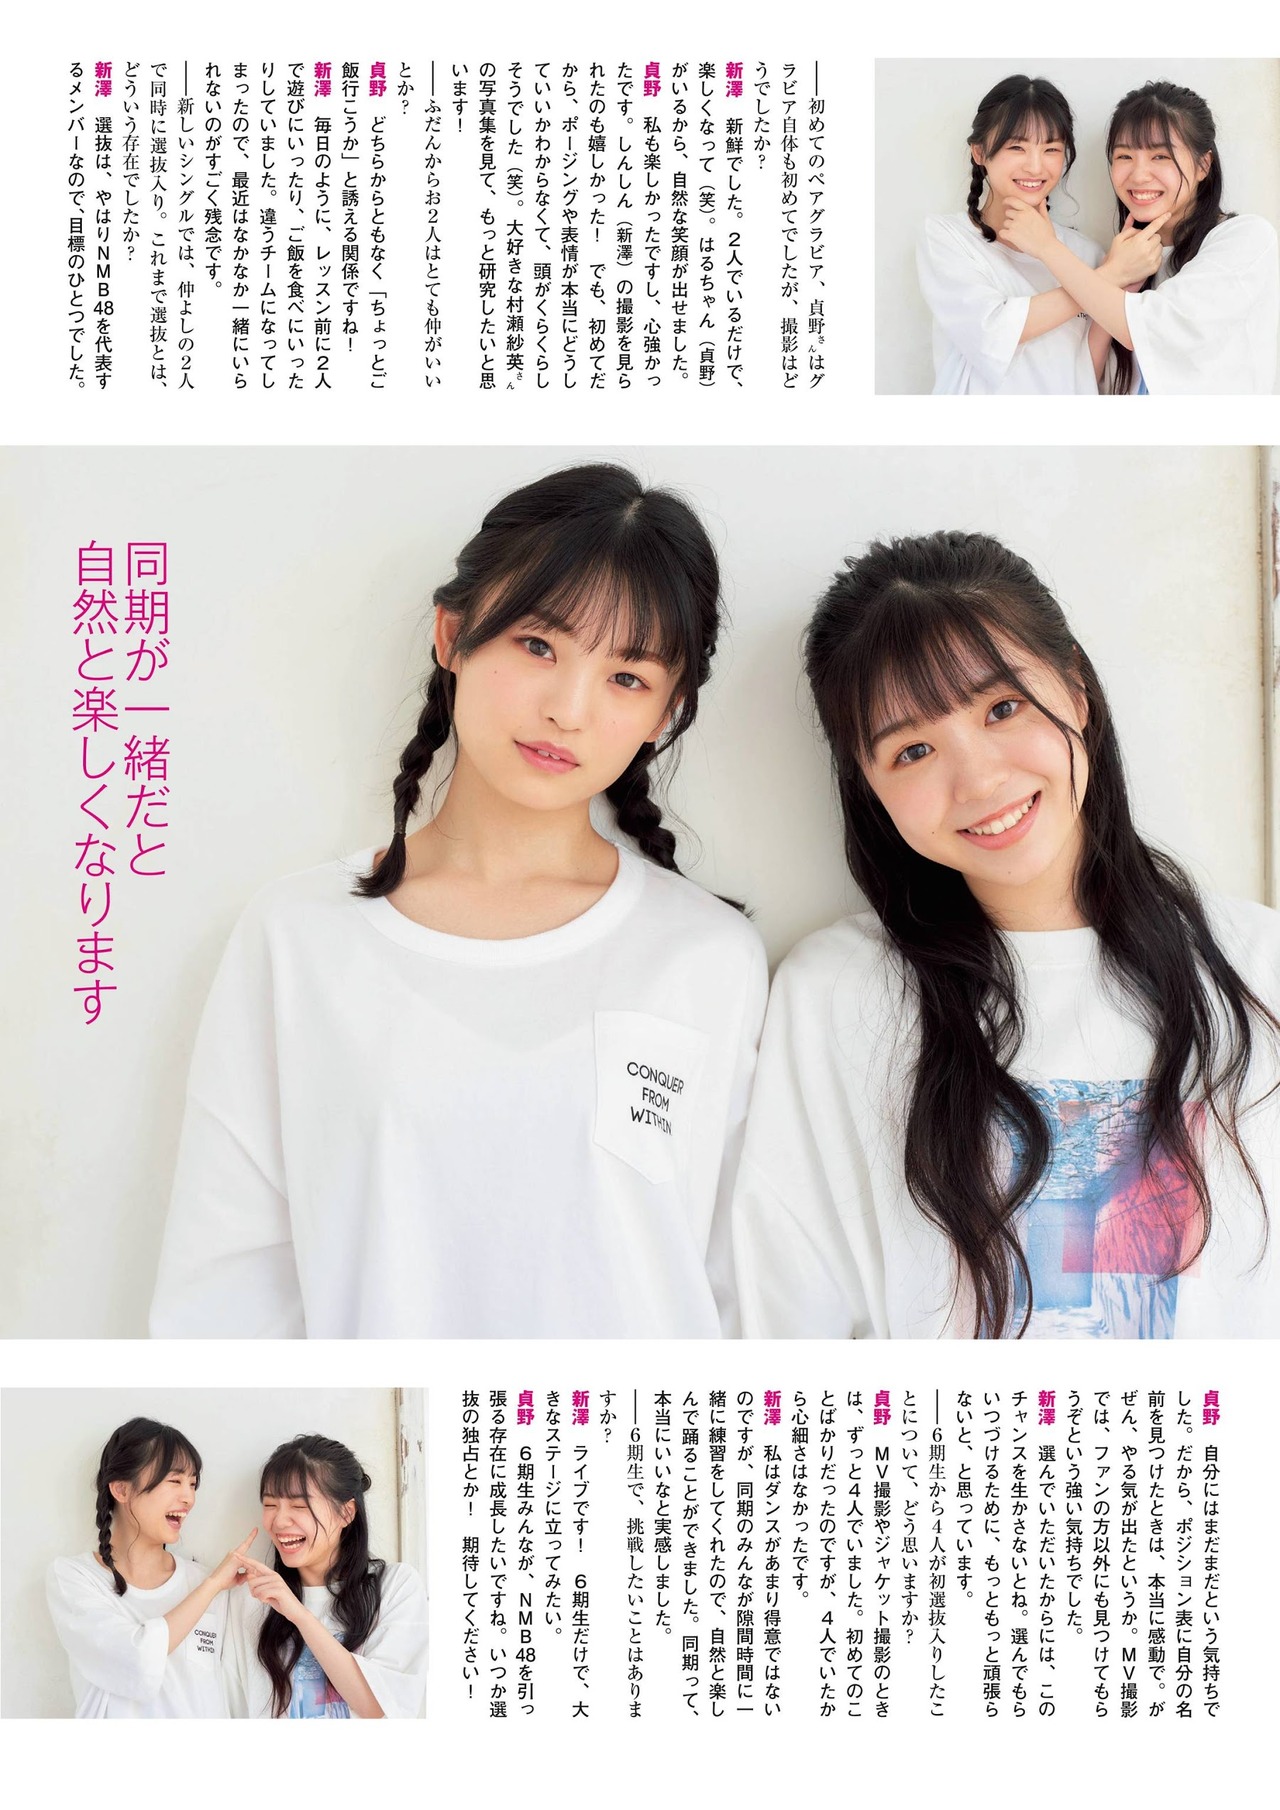 ――初めてのペアグラビア、貞野さんはグ
ラビア自体も初めてでしたが、撮影はど
うでしたか?
新澤　新鮮でした。2人でいるだけで、
楽しくなって（笑）。はるちゃん（貞野）
がいるから、自然な笑顔が出せました。
貞野　私も楽しかったですし、心強かっ
たです。しんしん（新澤）の撮影を見ら
れたのも嬉しかった!　でも、初めてだ
から、ポージングや表情が本当にどうし
ていいかわからなくて、頭がくらくらし
そうでした（笑）。大好きな村瀬紗英さん
の写真集を見て、もっと研究したいと思
います!
――ふだんからお2人はとても仲がいい
とか?
貞野　どちらからともなく「ちょっとご
飯行こうか」と誘える関係ですね!
新澤　毎日のように、レッスン前に2人
で遊びにいったり、ご飯を食べにいった
りしていました。違うチームになってし
まったので、最近はなかなか一緒にいら
れないのがすごく残念です。
――新しいシングルでは、仲よしの2人
で同時に選抜入り。これまで選抜とは、
どういう存在でしたか?
新澤　選抜は、やはりNMB48を代表す
るメンバーなので、目標のひとつでした。
同期が一緒だと
自然と楽しくなります
CONQUER
FROM
WITHIN
貞野　自分にはまだまだという気持ちで
した。だから、ポジション表に自分の名
前を見つけたときは、本当に感動で。が
ぜん、やる気が出たというか。MV撮影
では、ファンの方以外にも見つけてもら
うぞという強い気持ちでした。
新澤　選んでいただいたからには、この
チャンスを生かさないとね。選んでもら
いつづけるために、もっともっと頑張ら
ないと、と思っています。
――6期生から4人が初選抜入りしたこ
とについて、どう思いますか?
貞野　MV撮影やジャケット撮影のとき
は、ずっと4人でいました。初めてのこ
とばかりだったのですが、4人でいたか
ら心細さはなかったです。
新澤　私はダンスがあまり得意ではない
のですが、同期のみんなが隙間時間に一
緒に練習をしてくれたので、自然と楽し
んで踊ることができました。同期って、
本当にいいなと実感しました。
――6期生で、挑戦したいことはありま
すか?
新澤　ライブです!　6期生だけで、大
きなステージに立ってみたい。
貞野　6期生みんなが、NMB48を引っ
張る存在に成長したいですね。いつか選
抜の独占とか!　期待してください!
CONQUER
FROM
WITHIN